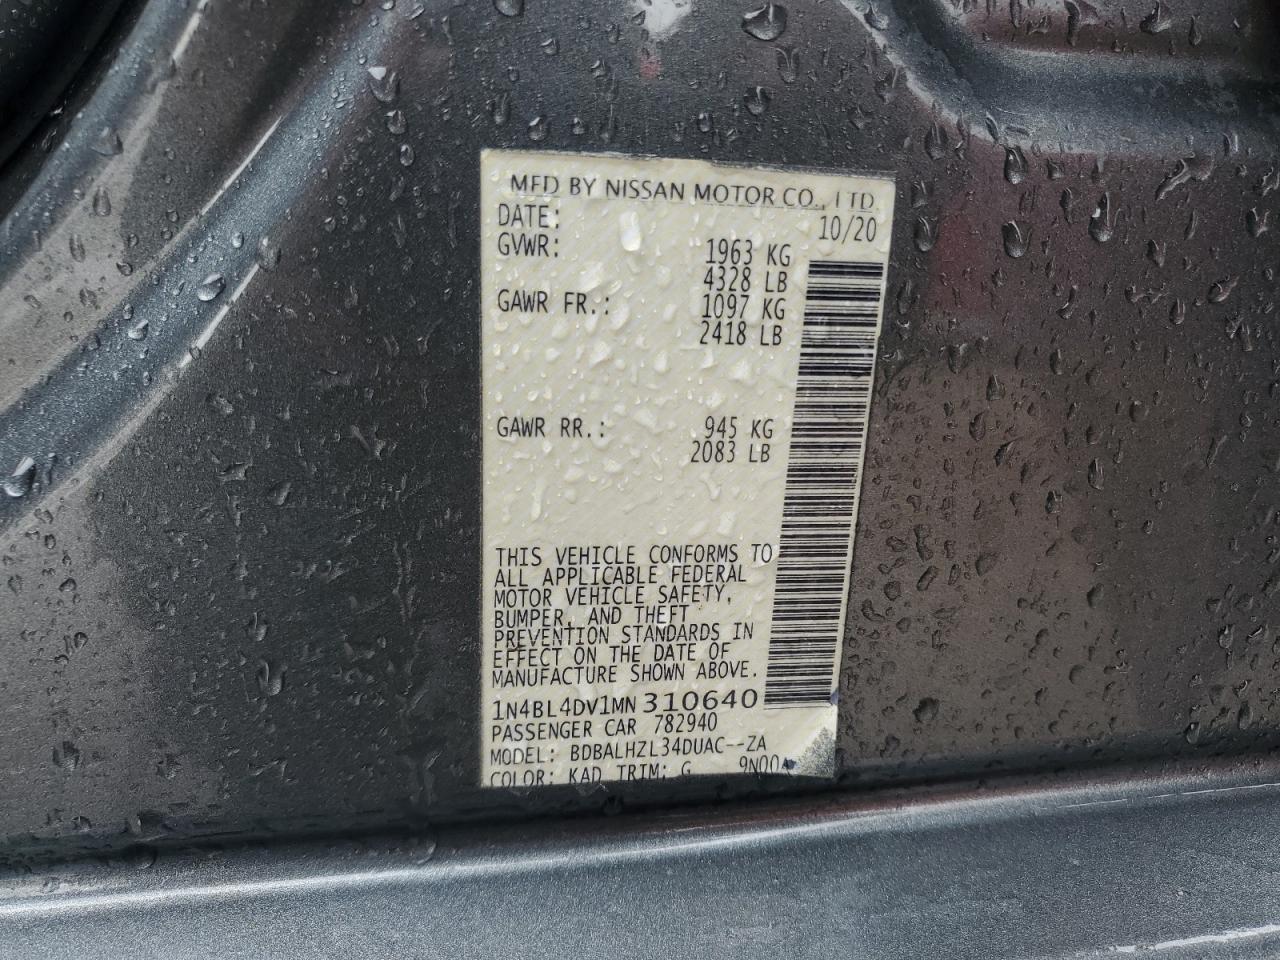 MFD BY NISSAN MOTOR CO., LTD.
DATE: 10/20
GVWR: 1963 KG
4328 LB
GAWR FR.: 1097 KG
2418 LB
GAWR RR.: 945 KG
2083 LB
THIS VEHICLE CONFORMS TO
ALL APPLICABLE FEDERAL
MOTOR VEHICLE SAFETY,
BUMPER, AND THEFT
PREVENTION STANDARDS IN
EFFECT ON THE DATE OF
MANUFACTURE SHOWN ABOVE.
1N4BL4DV1MN310640
PASSENGER CAR 782940
MODEL: BDBALHZL34DUAC--ZA
COLOR: KAD TRIM: G